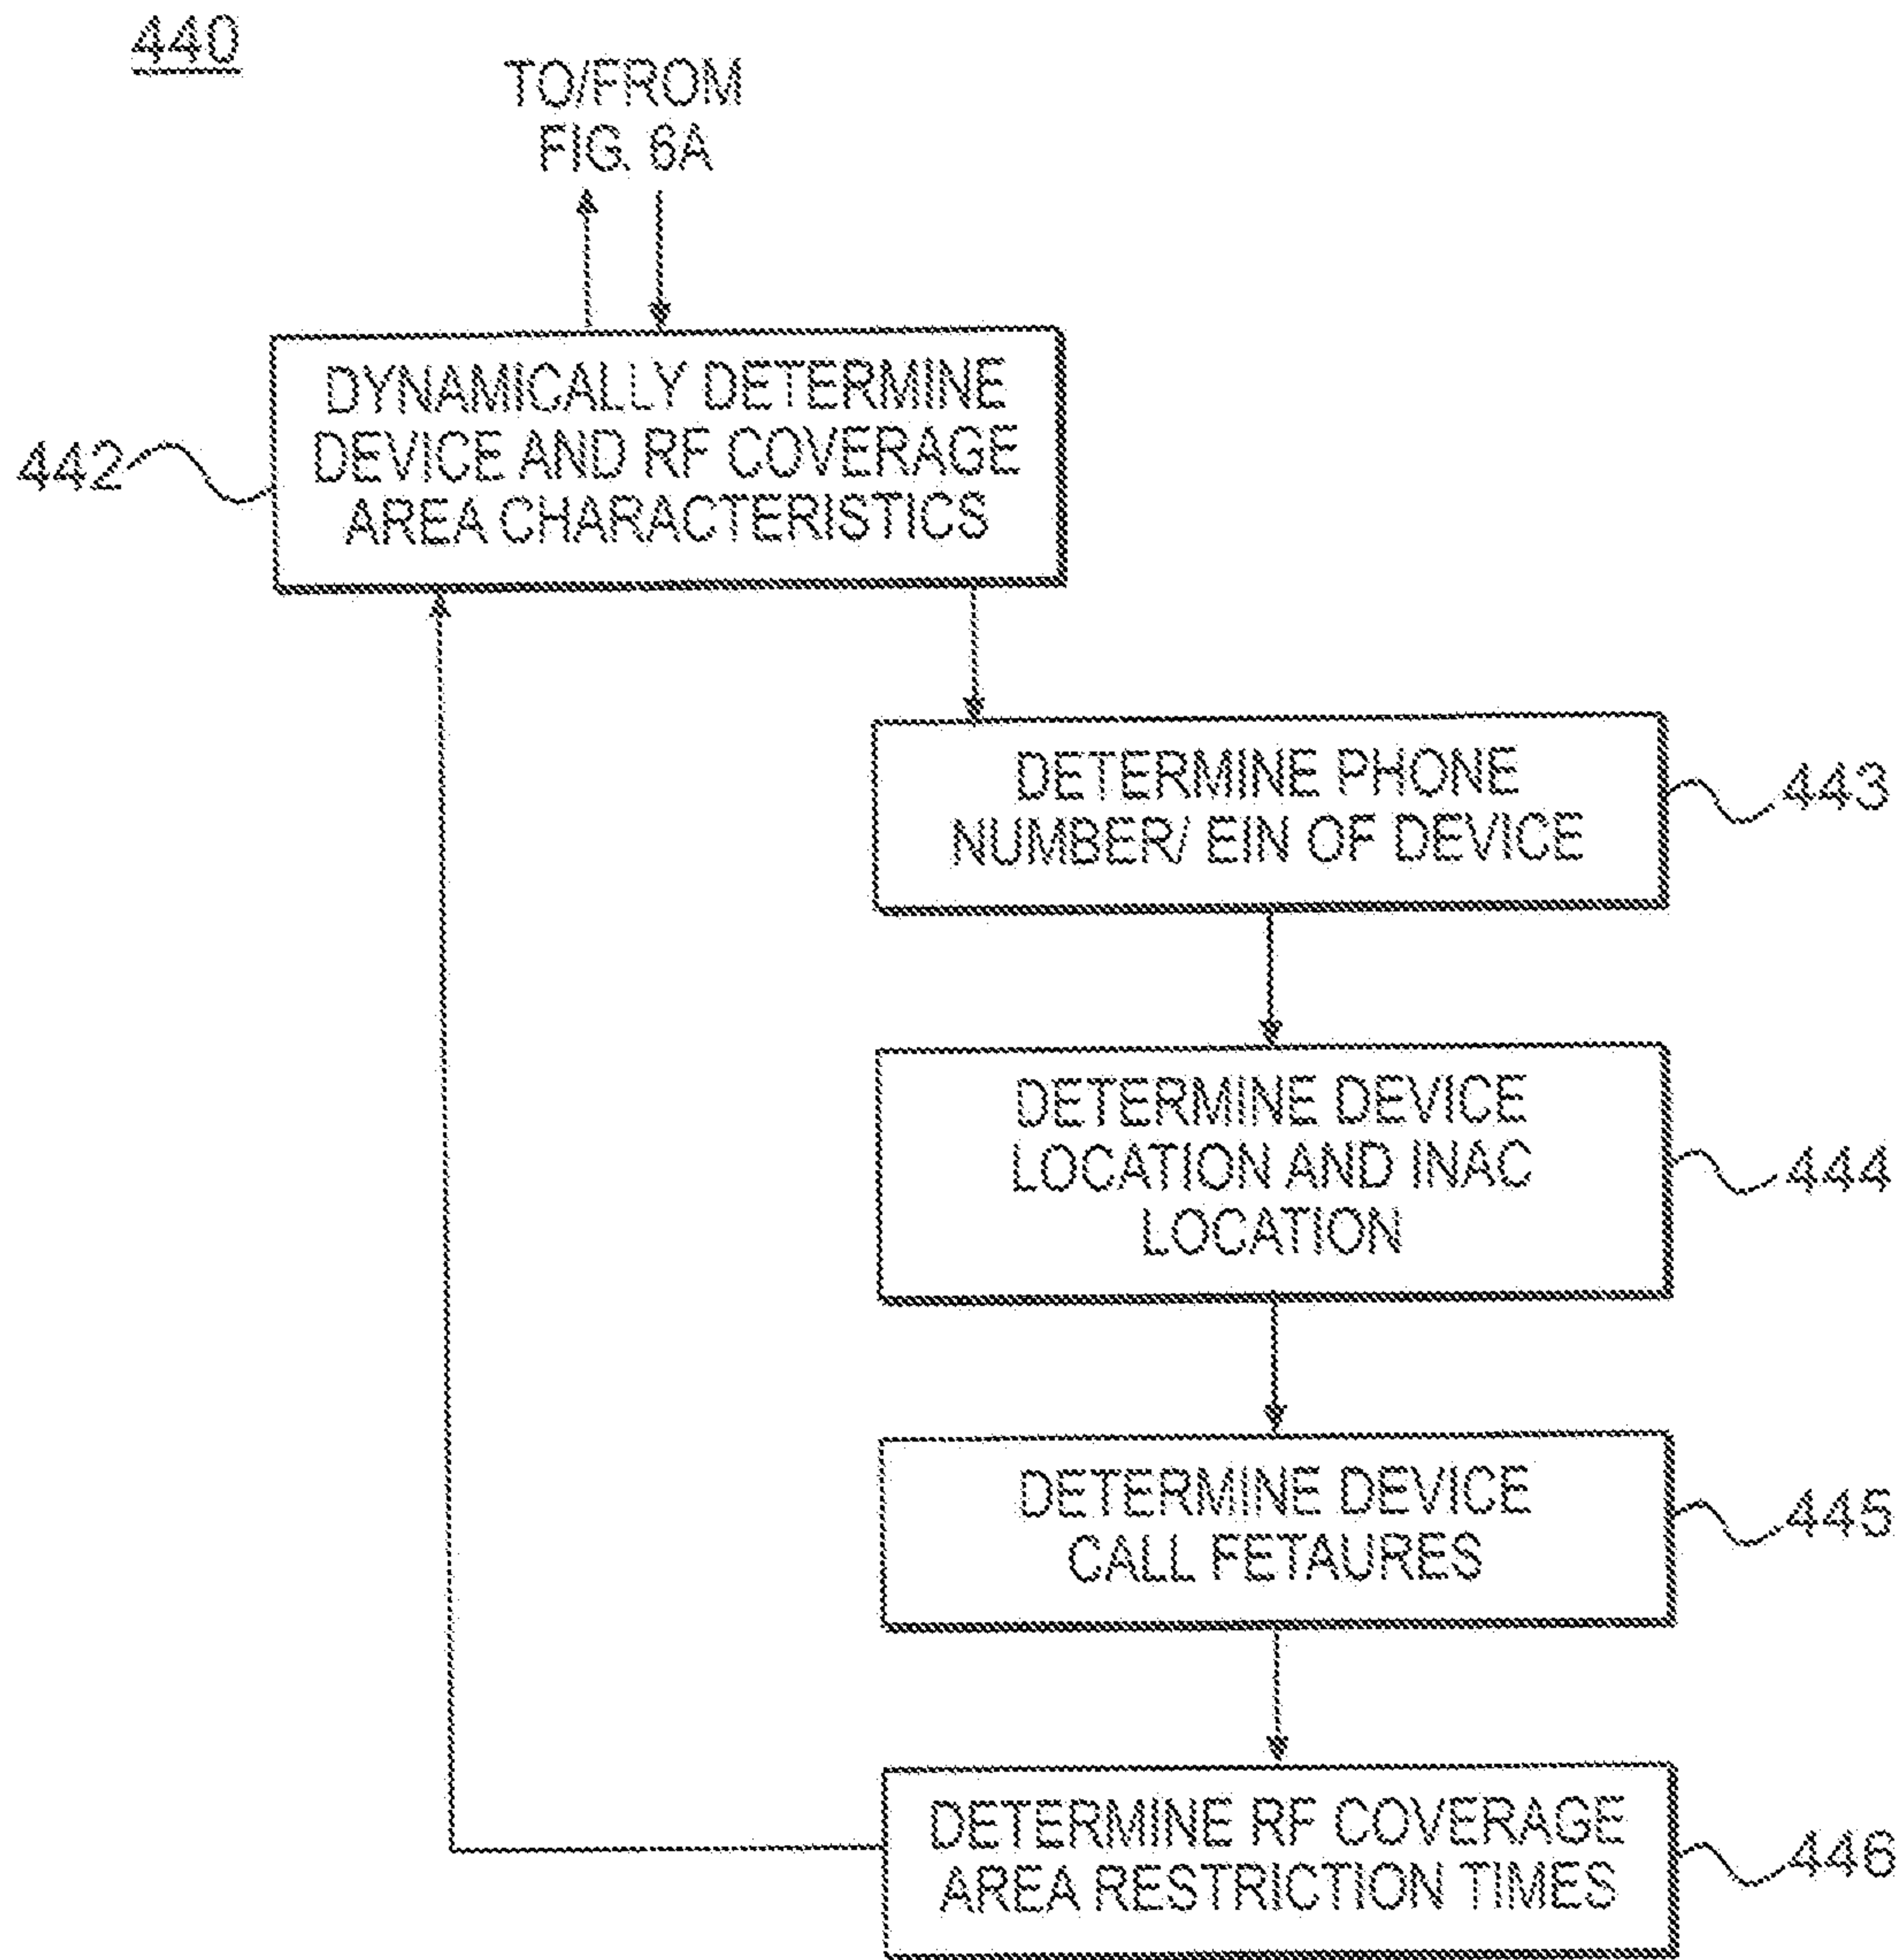 440
TO/FROM
FIG. 6A
DYNAMICALLY DETERMINE
DEVICE AND RF COVERAGE
AREA CHARACTERISTICS
442
DETERMINE PHONE
NUMBER/ EIN OF DEVICE
443
DETERMINE DEVICE
LOCATION AND INAC
LOCATION
444
DETERMINE DEVICE
CALL FETAURES
445
DETERMINE RF COVERAGE
AREA RESTRICTION TIMES
446